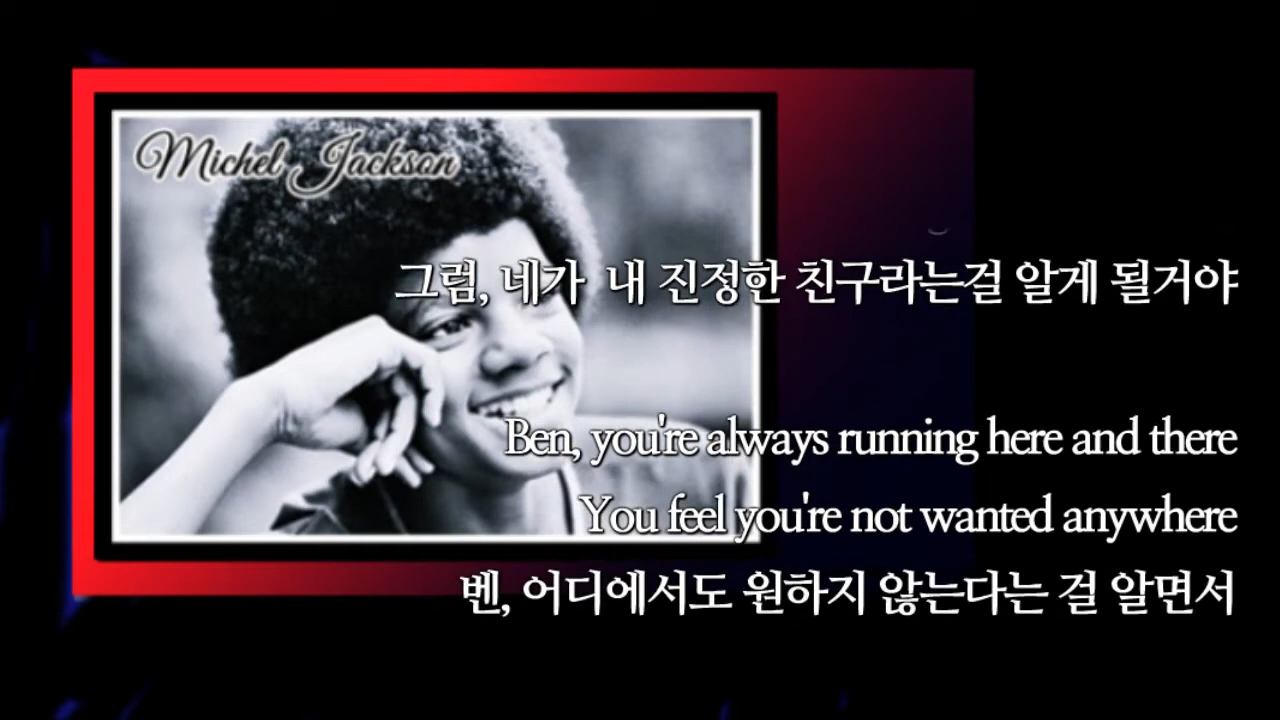 Michel Jackson
그럼, 네가 내 진정한 친구라는걸 알게 될거야
Ben, you're always running here and there
You feel you're not wanted anywhere
벤, 어디에서도 원하지 않는다는 걸 알면서